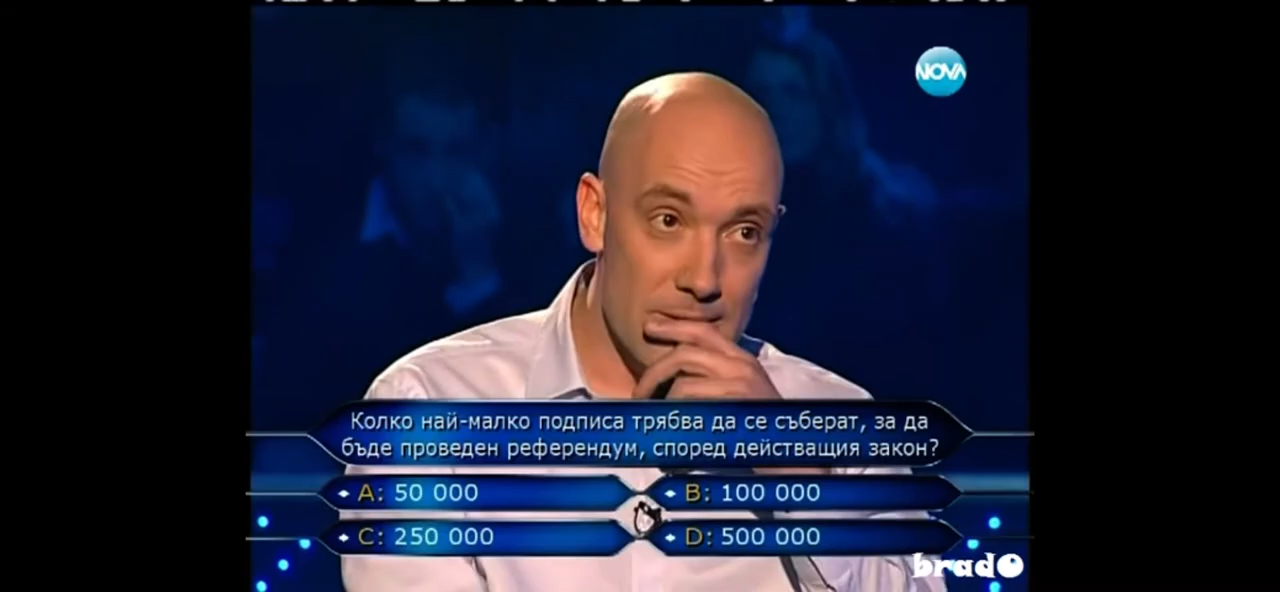 NOVA
Колко най-малко подписа трябва да се съберат, за да
бъде проведен референдум, според действащия закон?
A: 50 000
B: 100 000
C: 250 000
D: 500 000
bradO